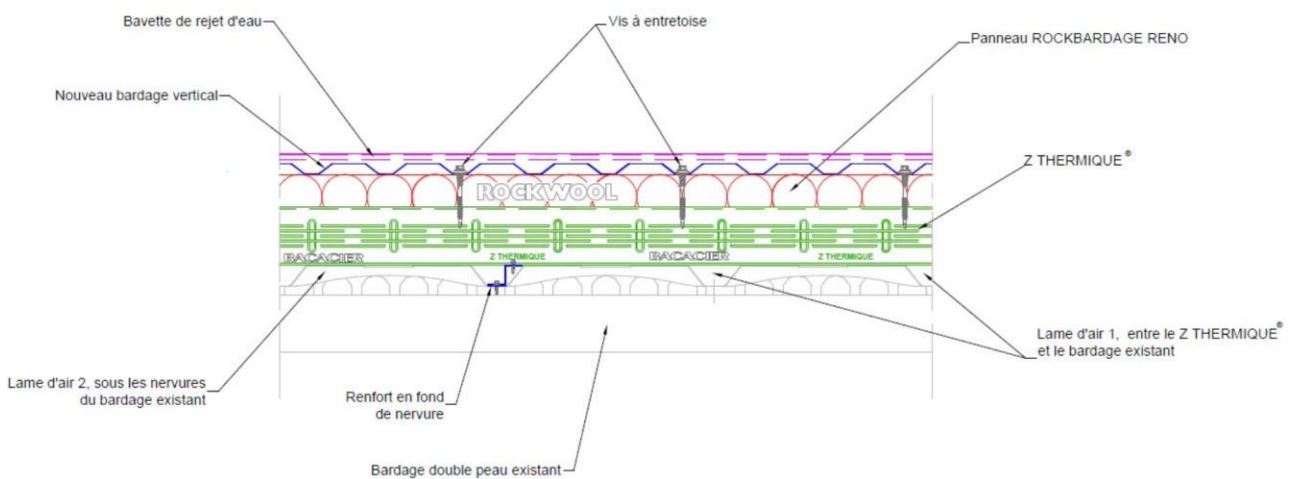 Bavette de rejet d'eau
Vis à entretoise
Panneau ROCKBARDAGE RENO
Nouveau bardage vertical
Z THERMIQUE®
ROCKWOOL
BACACIER
Z THERMIQUE
BACACIER
Z THERMIQUE
Lame d'air 1, entre le Z THERMIQUE®
et le bardage existant
Lame d'air 2, sous les nervures
du bardage existant
Renfort en fond
de nervure
Bardage double peau existant